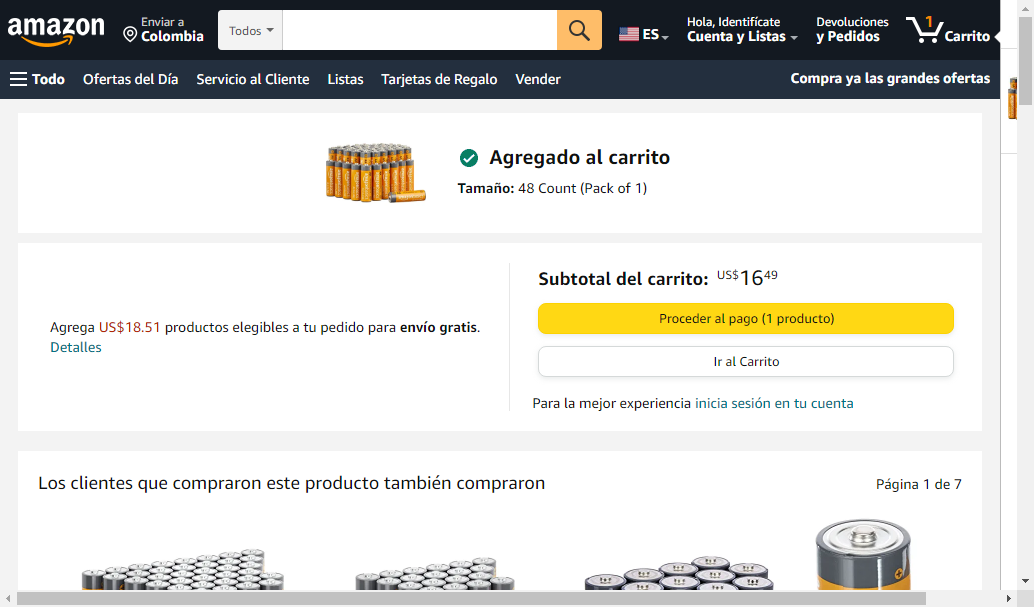 amazon
Enviar a
Colombia
Todos
ES
Hola, Identifícate
Cuenta y Listas
Devoluciones
y Pedidos
1
Carrito
Todo
Ofertas del Día
Servicio al Cliente
Listas
Tarjetas de Regalo
Vender
Compra ya las grandes ofertas
Agregado al carrito
Tamaño: 48 Count (Pack of 1)
Agrega US$18.51 productos elegibles a tu pedido para envío gratis.
Detalles
Subtotal del carrito: US$16 49
Proceder al pago (1 producto)
Ir al Carrito
Para la mejor experiencia inicia sesión en tu cuenta
Los clientes que compraron este producto también compraron
Página 1 de 7